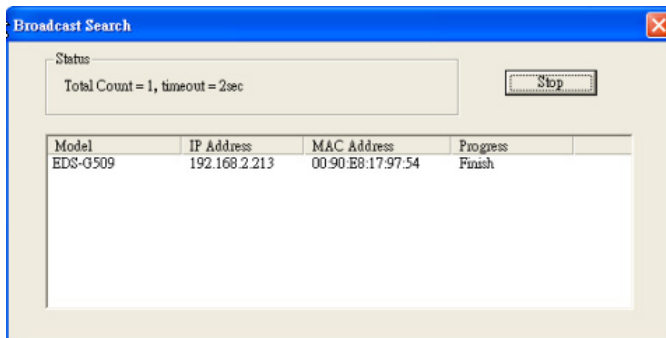 Broadcast Search
Status
Total Count = 1, timeout = 2sec
Stop
Model IP Address MAC Address Progress
EDS-G509 192.168.2.213 00:90:E8:17:97:54 Finish